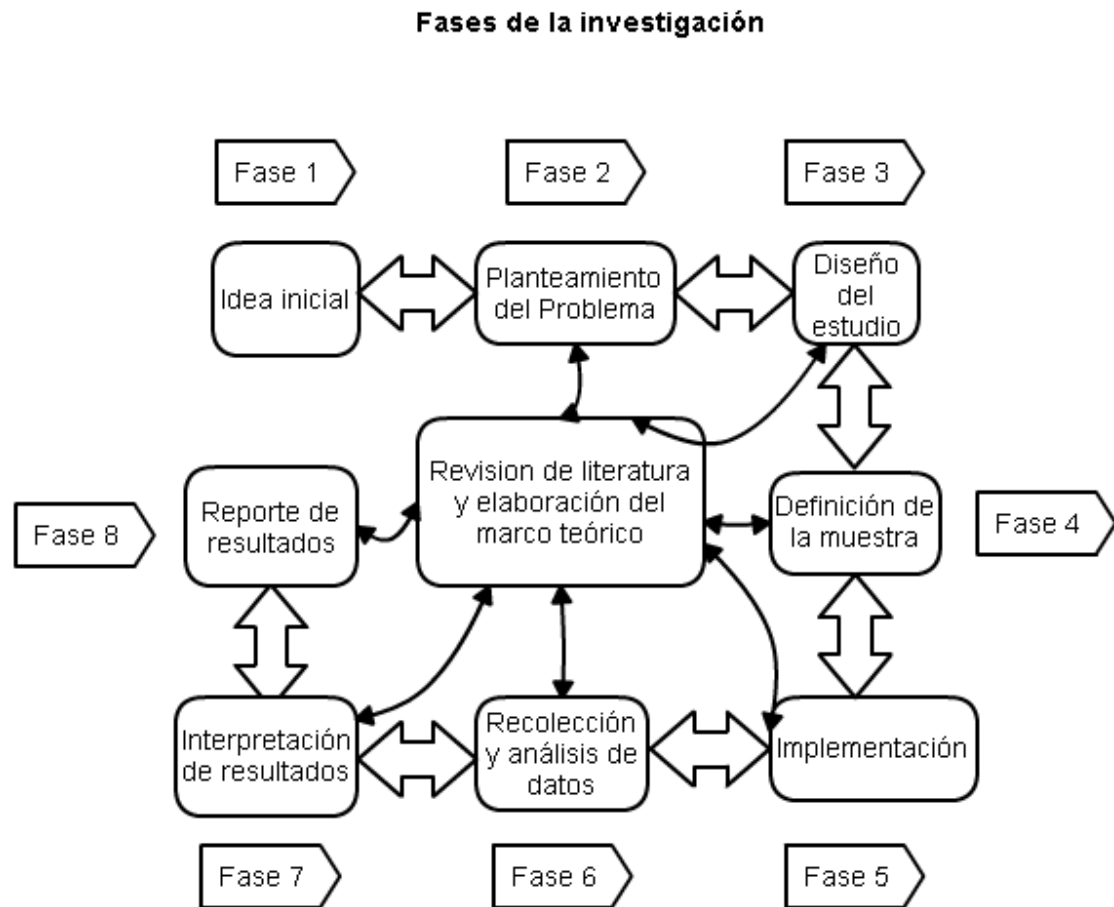 Fases de la investigación
Fase 1
Fase 2
Fase 3
Idea inicial
Planteamiento
del Problema
Diseño
del
estudio
Revision de literatura
y elaboración del
marco teórico
Fase 8
Reporte de
resultados
Definición de
la muestra
Fase 4
Interpretación
de resultados
Recolección
y análisis de
datos
Implementación
Fase 7
Fase 6
Fase 5